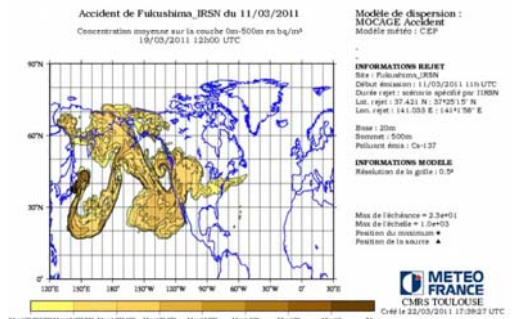 Accident de Fukushima_IRSN du 11/03/2011
Concentration moyenne sur la couche 0m-500m en bq/m³
19/03/2011 12h00 UTC
90°N
60°N
30°N
0°
120°E 150°E 180° 150°W 120°W 90°W 60°W 30°W 0° 30°E
Modèle de dispersion :
MOCAGE Accident
Modèle météo : CEP
INFORMATIONS REJET
Site : Fukushima_IRSN
Début émission : 11/03/2011 11h UTC
Durée rejet : scénario spécifié par l'IRSN
Lat. rejet : 37.421 N : 37°25'15" N
Lon. rejet : 141.033 E : 141°1'58" E
Base : 20m
Sommet : 500m
Polluant émis : Cs-137
INFORMATIONS MODELE
Résolution de la grille : 0.5°
Max de l'échéance = 2.3e+01
Max de l'échelle = 1.0e+03
Position du maximum
Position de la source
METEO
FRANCE
CMRS TOULOUSE
Créé le 22/03/2011 17:39:27 UTC